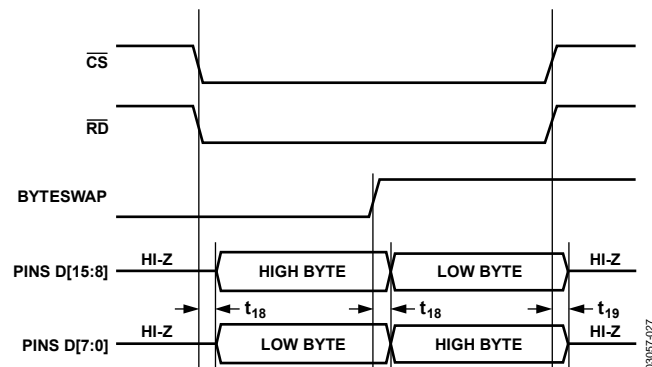 CS
RD
BYTESWAP
PINS D[15:8] HI-Z HIGH BYTE LOW BYTE HI-Z
t18 t18 t19
PINS D[7:0] HI-Z LOW BYTE HIGH BYTE HI-Z
03057-027